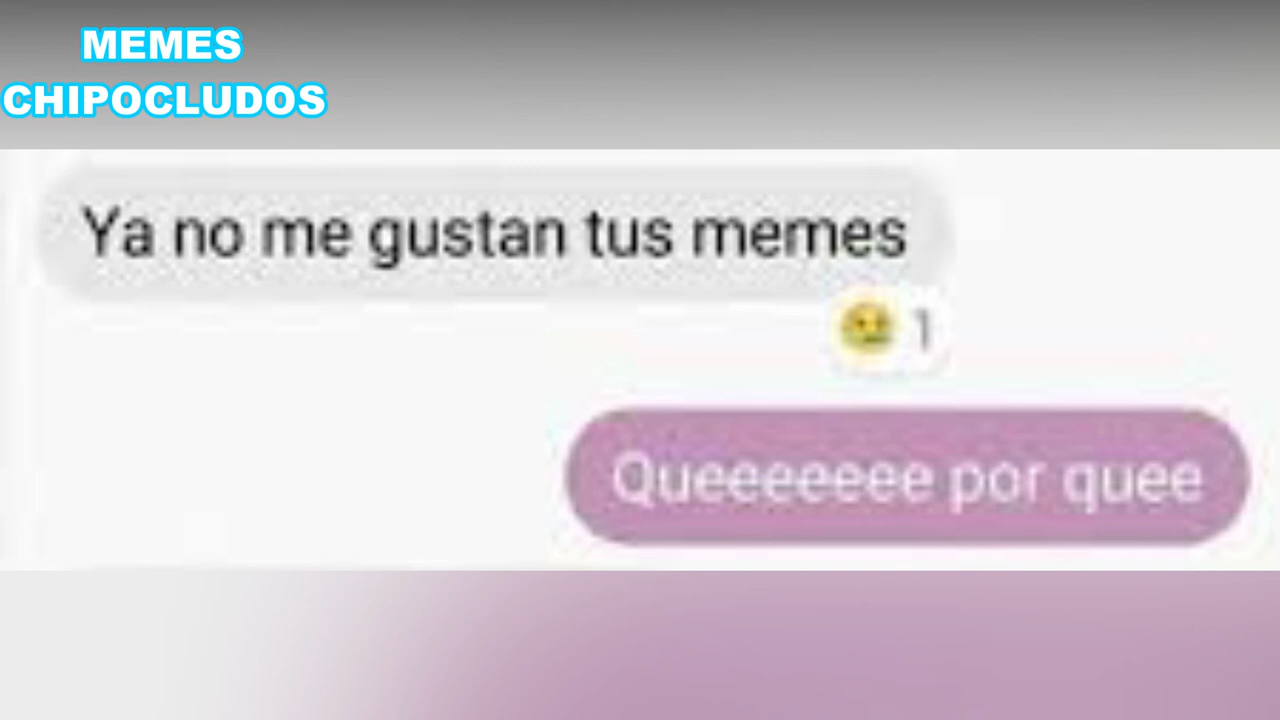 MEMES
CHIPOCLUDOS
Ya no me gustan tus memes
1
Queeeeeee por quee